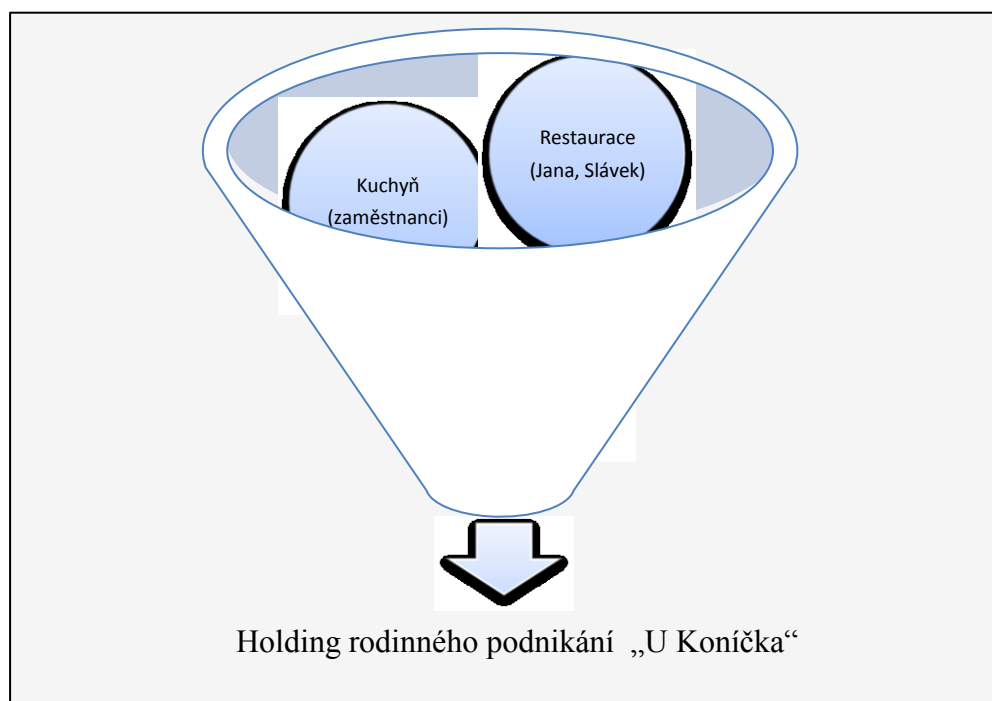 Restaurace
(Jana, Slávek)
Kuchyň
(zaměstnanci)
Holding rodinného podnikání „U Koníčka“